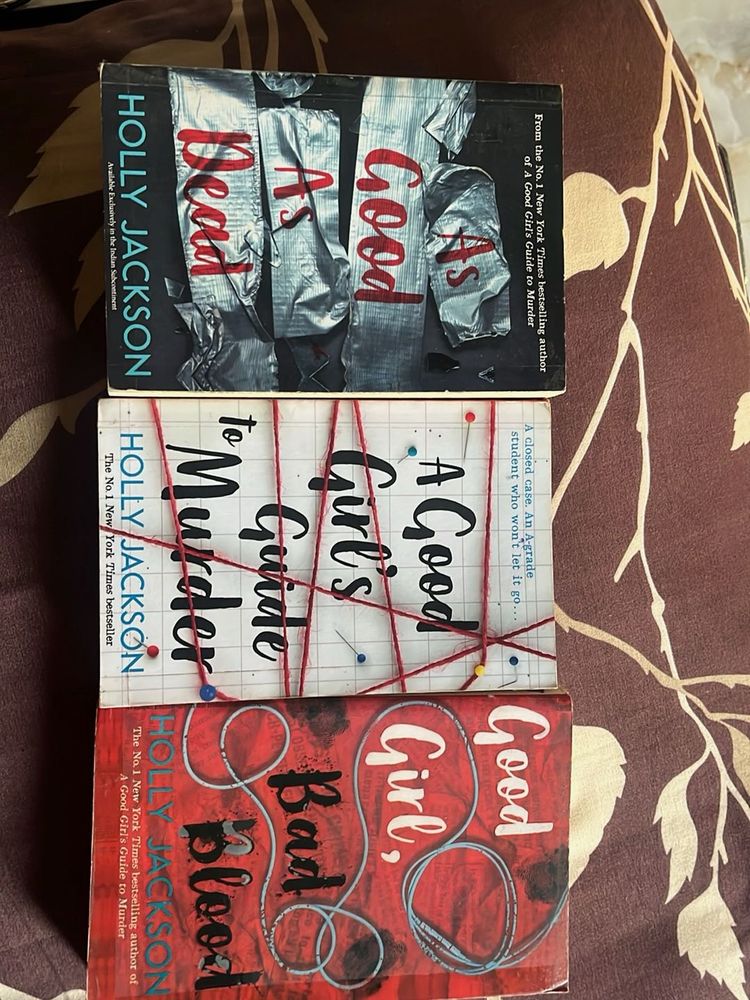 From the No.1 New York Times bestselling author
of A Good Girl's Guide to Murder
As
Good
As
Dead
HOLLY JACKSON
Available Exclusively in the Indian Subcontinent
A closed case. An A-grade
student who won't let it go...
A Good
Girl's
Guide
to
Murder
HOLLY JACKSON
The No.1 New York Times bestseller
Good
Girl,
Bad
Blood
HOLLY JACKSON
The No.1 New York Times bestselling author of
A Good Girl's Guide to Murder